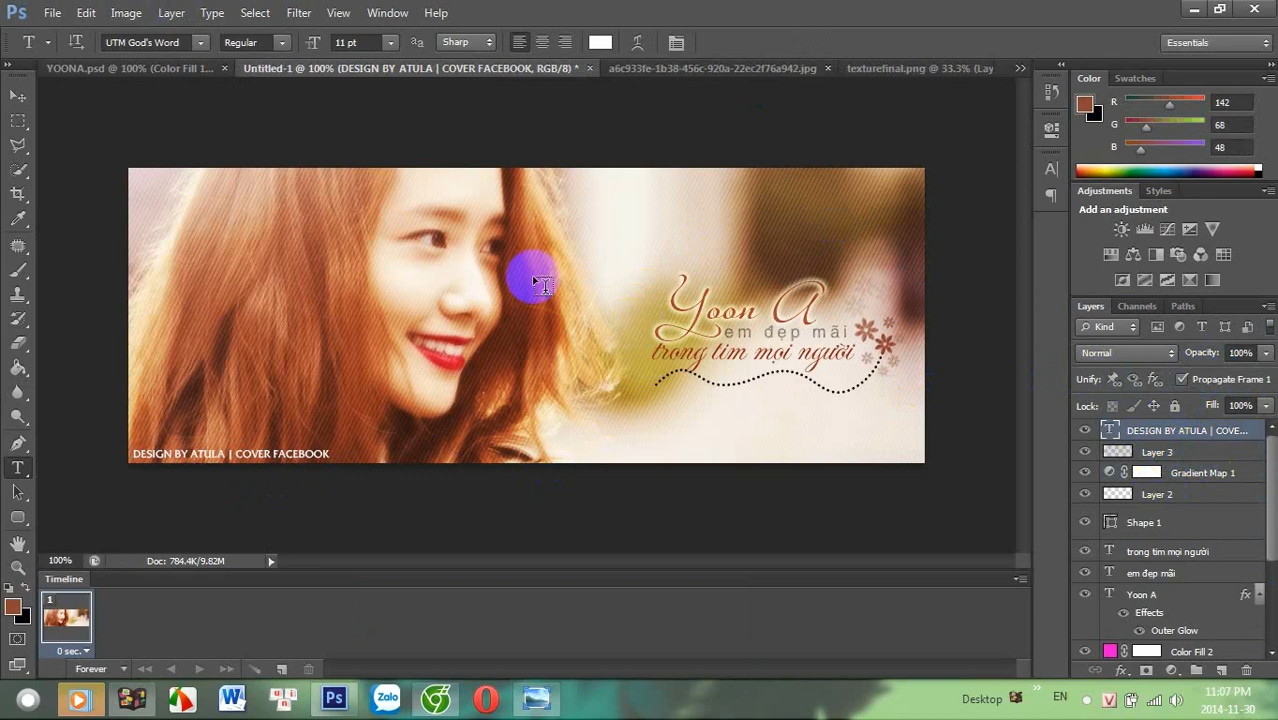 Ps File Edit Image Layer Type Select Filter View Window Help
T UTM God's Word Regular 11 pt Sharp Essentials
YOONA.psd @ 100% (Color Fill 1... × Untitled-1 @ 100% (DESIGN BY ATULA | COVER FACEBOOK, RGB/8) * × a6c933fe-1b38-456c-920a-22ec2f76a942.jpg × texturefinal.png @ 33.3% (Lay
Color Swatches
R 142
G 68
B 48
Adjustments Styles
Add an adjustment
Yoon A
em đẹp mãi
trong tim mọi người
DESIGN BY ATULA | COVER FACEBOOK
Layers Channels Paths
Kind
Normal Opacity: 100%
Unify: Propagate Frame 1
Lock: Fill: 100%
DESIGN BY ATULA | COVE...
Layer 3
Gradient Map 1
Layer 2
Shape 1
trong tim mọi người
em đẹp mãi
Yoon A fx
Effects
Outer Glow
Color Fill 2
100% Doc: 784.4K/9.82M
Timeline
1
0 sec.
Forever
W Ps Zalo Desktop EN V 11:07 PM
2014-11-30